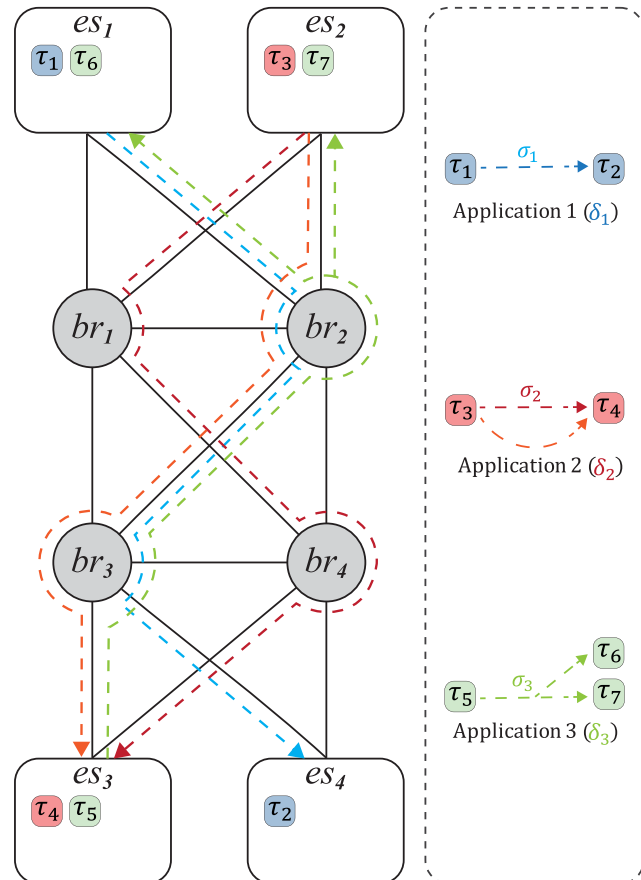 es₁
τ₁ τ₆
es₂
τ₃ τ₇
br₁
br₂
br₃
br₄
es₃
τ₄ τ₅
es₄
τ₂
τ₁ σ₁ τ₂
Application 1 (δ₁)
τ₃ σ₂ τ₄
Application 2 (δ₂)
τ₆
τ₅ σ₃ τ₇
Application 3 (δ₃)